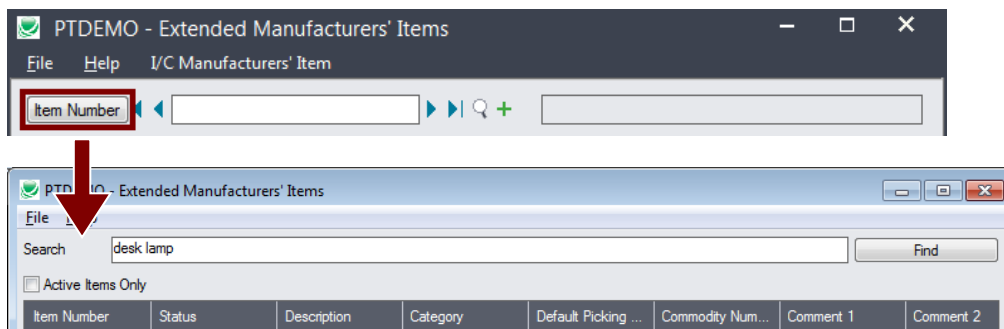 PTDEMO - Extended Manufacturers' Items
File Help I/C Manufacturers' Item
Item Number
- Extended Manufacturers' Items
File
Search desk lamp Find
Active Items Only
Item Number Status Description Category Default Picking ... Commodity Num... Comment 1 Comment 2